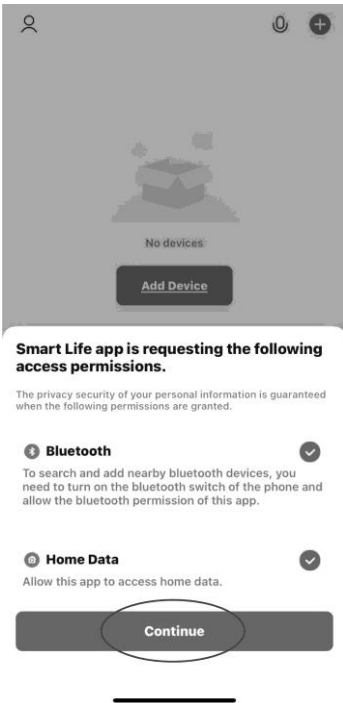 No devices
Add Device
Smart Life app is requesting the following
access permissions.
The privacy security of your personal information is guaranteed
when the following permissions are granted.
Bluetooth
To search and add nearby bluetooth devices, you
need to turn on the bluetooth switch of the phone and
allow the bluetooth permission of this app.
Home Data
Allow this app to access home data.
Continue